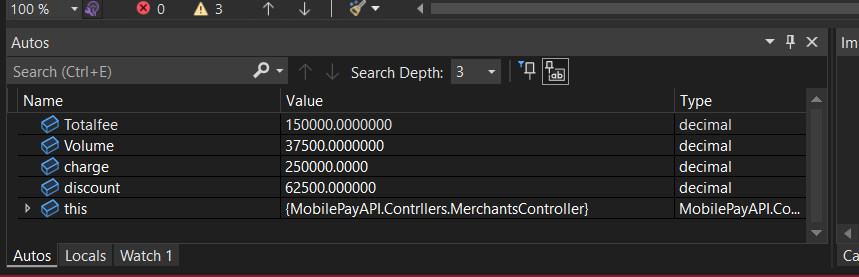 100 % 0 3
Autos
Search (Ctrl+E) Search Depth: 3
Name Value Type
Totalfee 150000.0000000 decimal
Volume 37500.0000000 decimal
charge 250000.0000 decimal
discount 62500.000000 decimal
this {MobilePayAPI.Contrllers.MerchantsController} MobilePayAPI.Co...
Autos Locals Watch 1